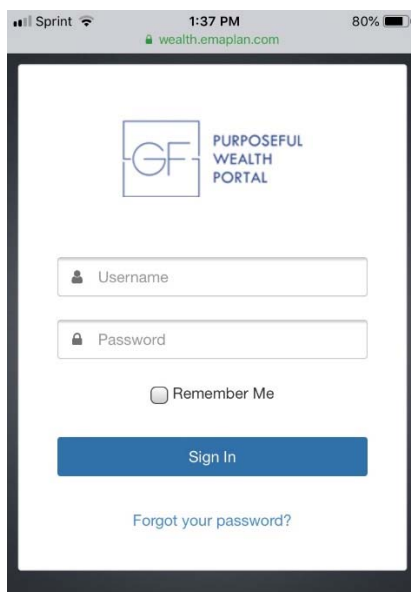 Sprint 1:37 PM 80%
wealth.emaplan.com
GF
PURPOSEFUL
WEALTH
PORTAL
Username
Password
Remember Me
Sign In
Forgot your password?